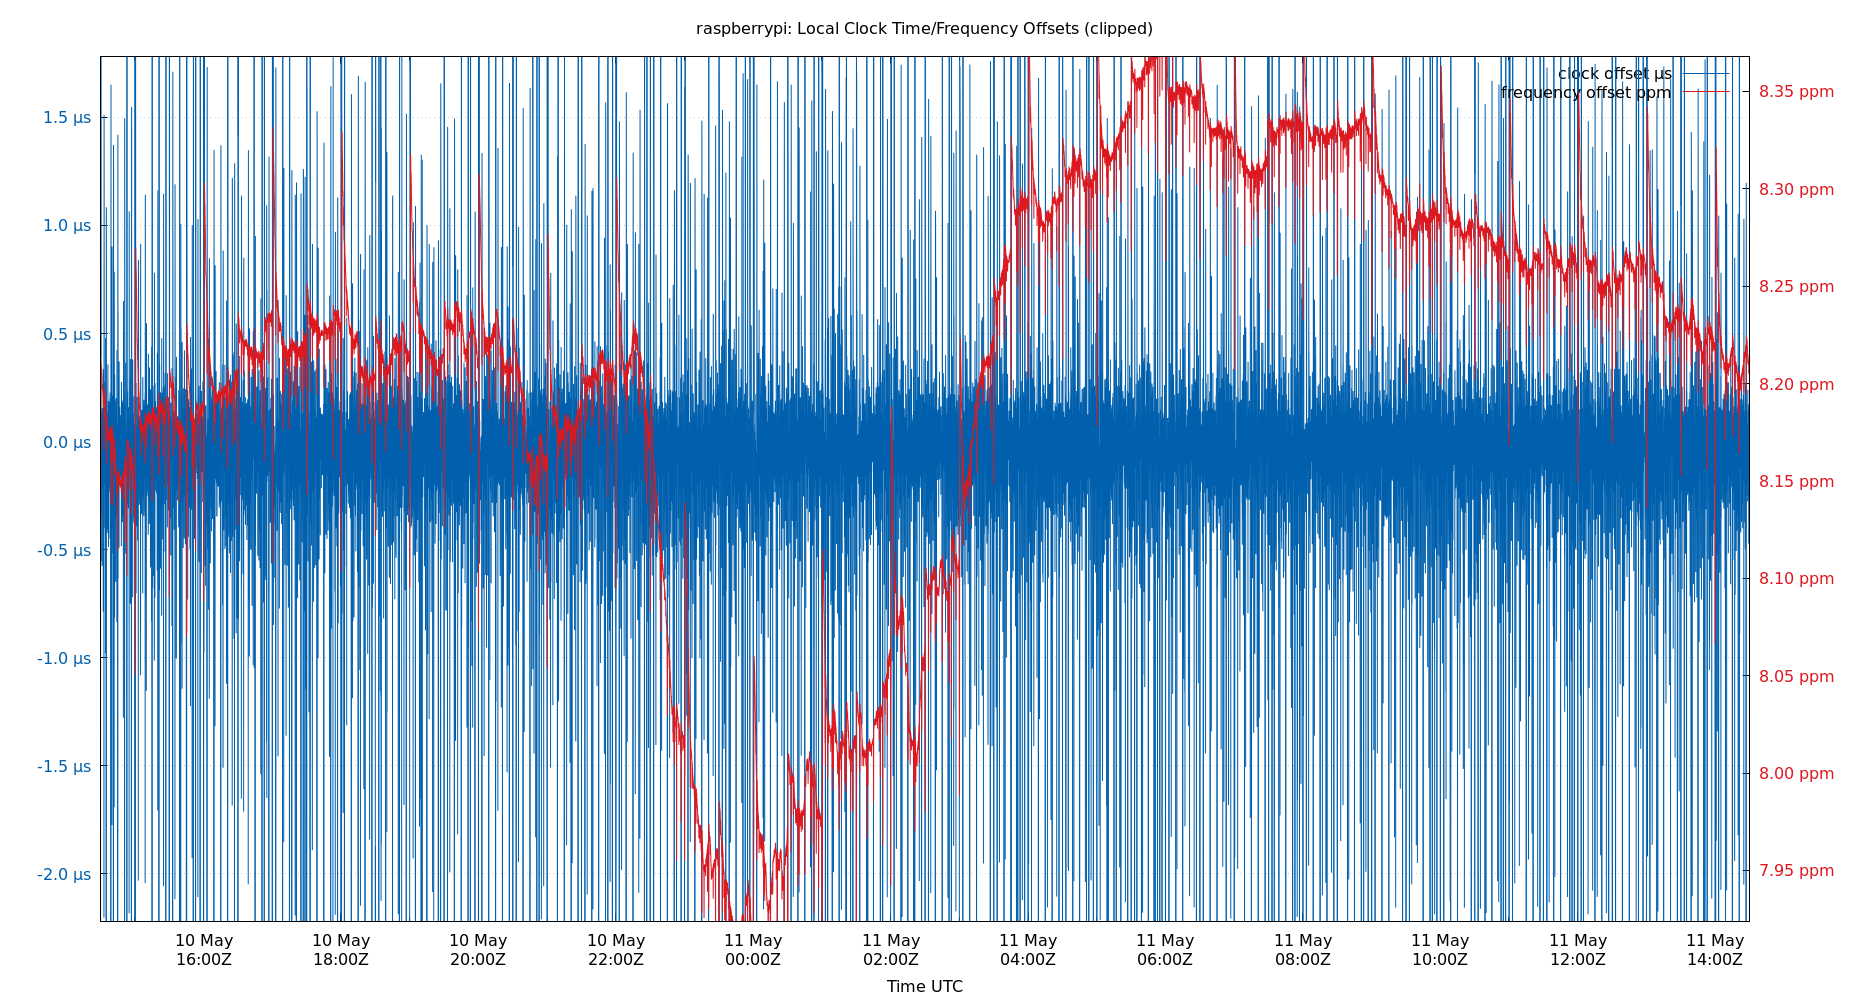 raspberrypi: Local Clock Time/Frequency Offsets (clipped)
clock offset µs
frequency offset ppm
1.5 µs
1.0 µs
0.5 µs
0.0 µs
-0.5 µs
-1.0 µs
-1.5 µs
-2.0 µs
8.35 ppm
8.30 ppm
8.25 ppm
8.20 ppm
8.15 ppm
8.10 ppm
8.05 ppm
8.00 ppm
7.95 ppm
10 May 10 May 10 May 10 May 11 May 11 May 11 May 11 May 11 May 11 May 11 May 11 May
16:00Z 18:00Z 20:00Z 22:00Z 00:00Z 02:00Z 04:00Z 06:00Z 08:00Z 10:00Z 12:00Z 14:00Z
Time UTC